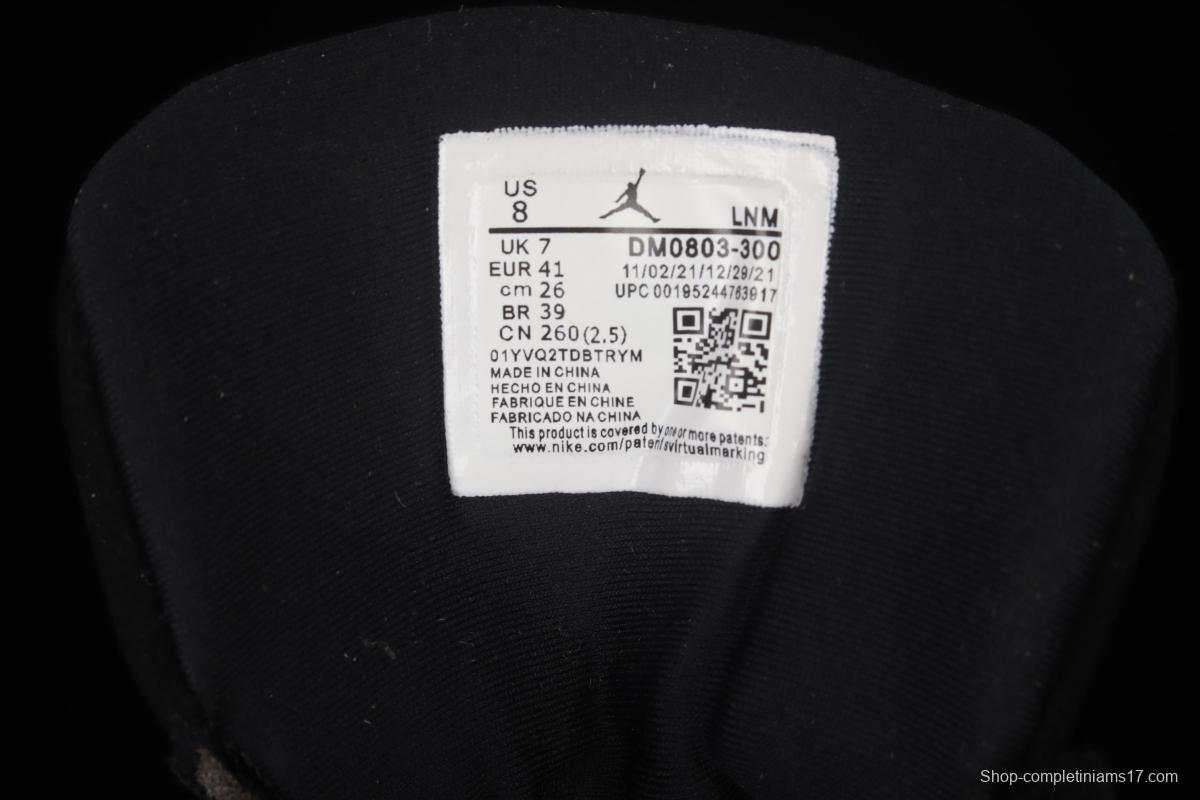 US
8
LNM
UK 7
DM0803-300
EUR 41
11/02/21/12/29/21
cm 26
UPC 00195244763917
BR 39
CN 260(2.5)
01YVQ2TDBTRYM
MADE IN CHINA
HECHO EN CHINA
FABRIQUE EN CHINE
FABRICADO NA CHINA
This product is covered by one or more patents:
www.nike.com/patentsvirtualmarking
Shop-completiniams17.com